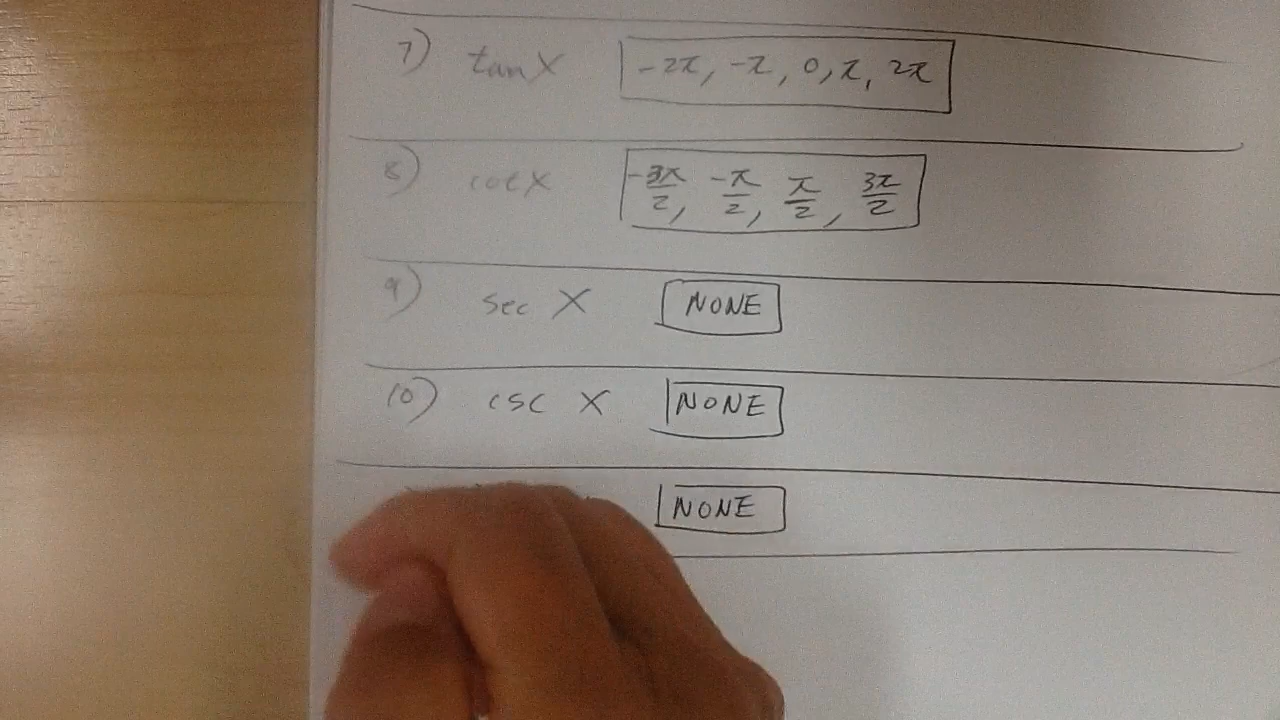 7) tan X -2π, -π, 0, π, 2π
8) cot X -3π/2, -π/2, π/2, 3π/2
9) sec X NONE
10) csc X NONE
NONE